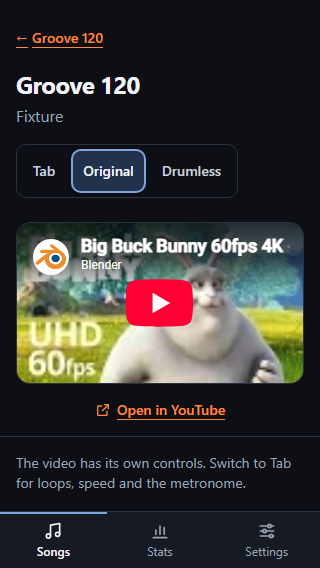 ← Groove 120
Groove 120
Fixture
Tab Original Drumless
Big Buck Bunny 60fps 4K
Blender
UHD
60fps
Open in YouTube
The video has its own controls. Switch to Tab
for loops, speed and the metronome.
Songs Stats Settings